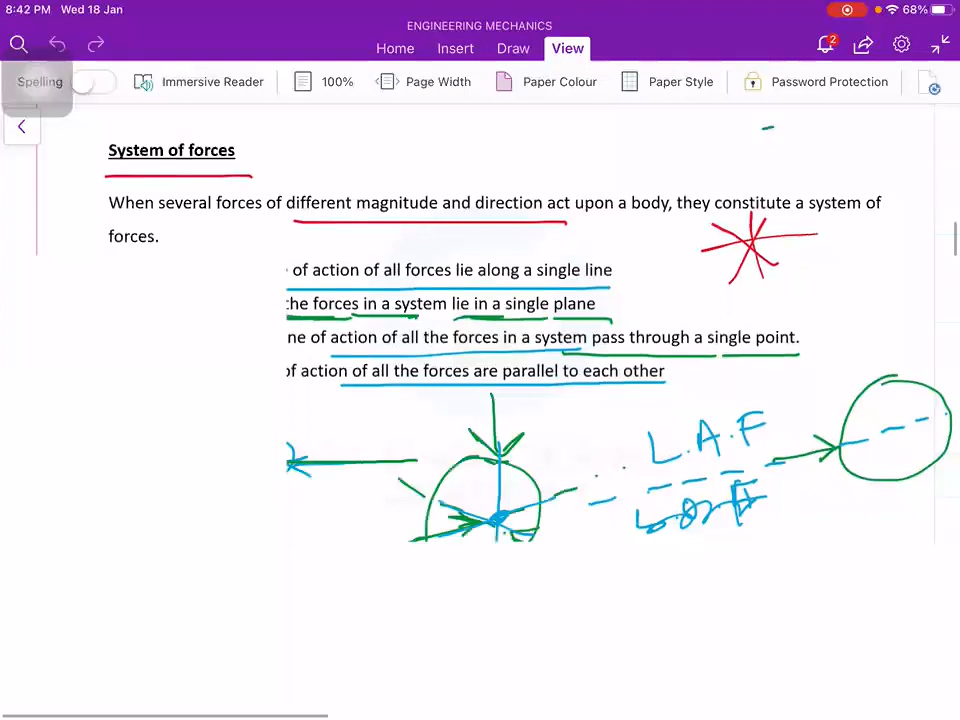 8:42 PM Wed 18 Jan
68%
ENGINEERING MECHANICS
Home Insert Draw View
2
Spelling Immersive Reader 100% Page Width Paper Colour Paper Style Password Protection
System of forces
When several forces of different magnitude and direction act upon a body, they constitute a system of
forces.
of action of all forces lie along a single line
the forces in a system lie in a single plane
ne of action of all the forces in a system pass through a single point.
of action of all the forces are parallel to each other
L.A.F